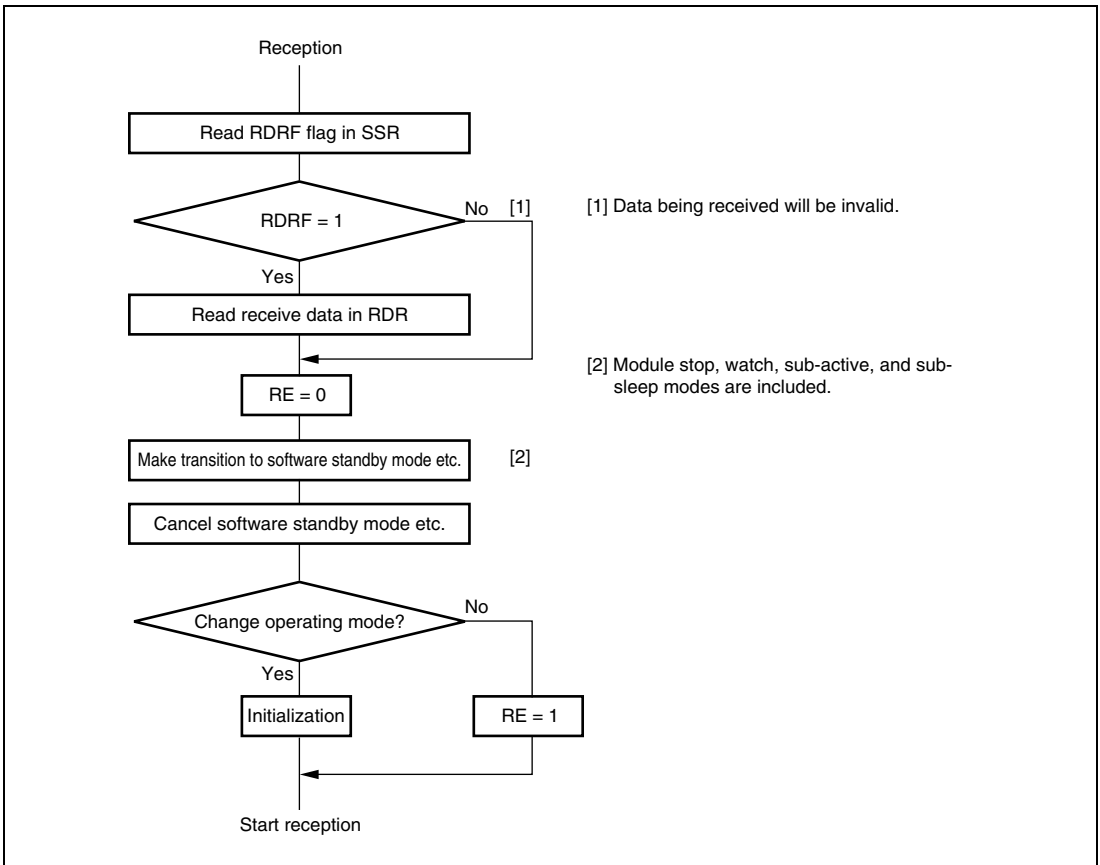 Reception
Read RDRF flag in SSR
RDRF = 1
No [1]
[1] Data being received will be invalid.
Yes
Read receive data in RDR
[2] Module stop, watch, sub-active, and sub-
sleep modes are included.
RE = 0
Make transition to software standby mode etc.
[2]
Cancel software standby mode etc.
Change operating mode?
No
Yes
Initialization
RE = 1
Start reception